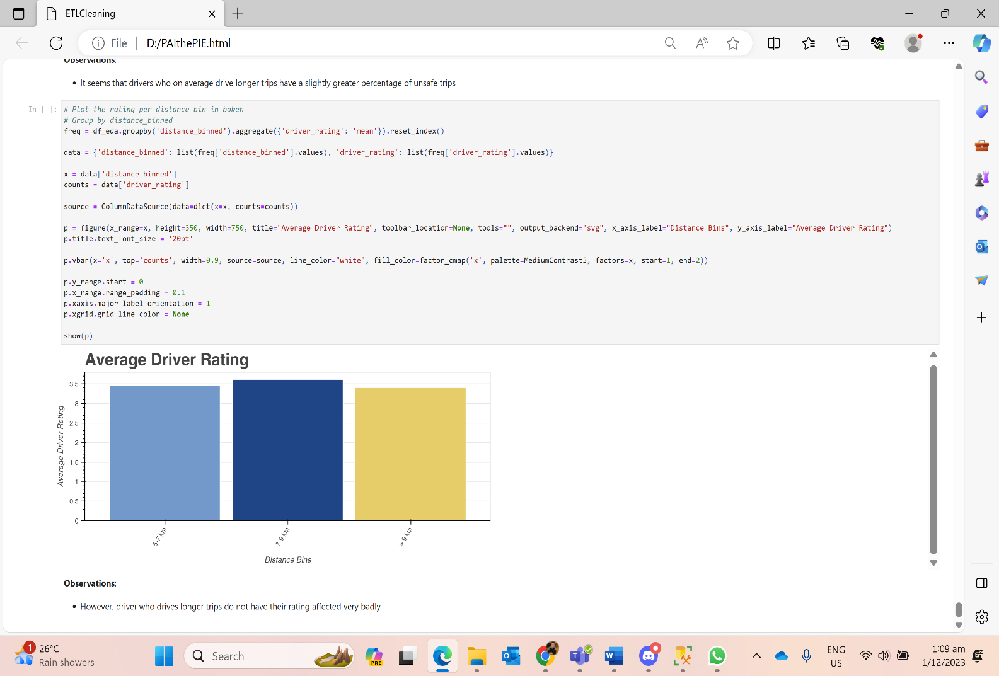 ETLCleaning
File
D:/PAIthePIE.html
Observations:
It seems that drivers who on average drive longer trips have a slightly greater percentage of unsafe trips
In [ ]:
# Plot the rating per distance bin in bokeh
# Group by distance_binned
freq = df_eda.groupby('distance_binned').aggregate({'driver_rating': 'mean'}).reset_index()
data = {'distance_binned': list(freq['distance_binned'].values), 'driver_rating': list(freq['driver_rating'].values)}
x = data['distance_binned']
counts = data['driver_rating']
source = ColumnDataSource(data=dict(x=x, counts=counts))
p = figure(x_range=x, height=350, width=750, title="Average Driver Rating", toolbar_location=None, tools="", output_backend="svg", x_axis_label="Distance Bins", y_axis_label="Average Driver Rating")
p.title.text_font_size = '20pt'
p.vbar(x='x', top='counts', width=0.9, source=source, line_color="white", fill_color=factor_cmap('x', palette=MediumContrast3, factors=x, start=1, end=2))
p.y_range.start = 0
p.x_range.range_padding = 0.1
p.xaxis.major_label_orientation = 1
p.xgrid.grid_line_color = None
show(p)
Average Driver Rating
3.5
3
2.5
2
1.5
1
0.5
0
Average Driver Rating
5-7 km
7-9 km
> 9 km
Distance Bins
Observations:
However, driver who drives longer trips do not have their rating affected very badly
1
26°C
Rain showers
Search
PRE
ENG
US
1:09 am
1/12/2023